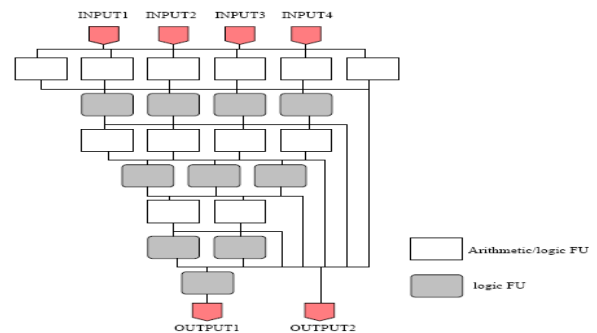 INPUT1 INPUT2 INPUT3 INPUT4
Arithmetic/logic FU
logic FU
OUTPUT1 OUTPUT2